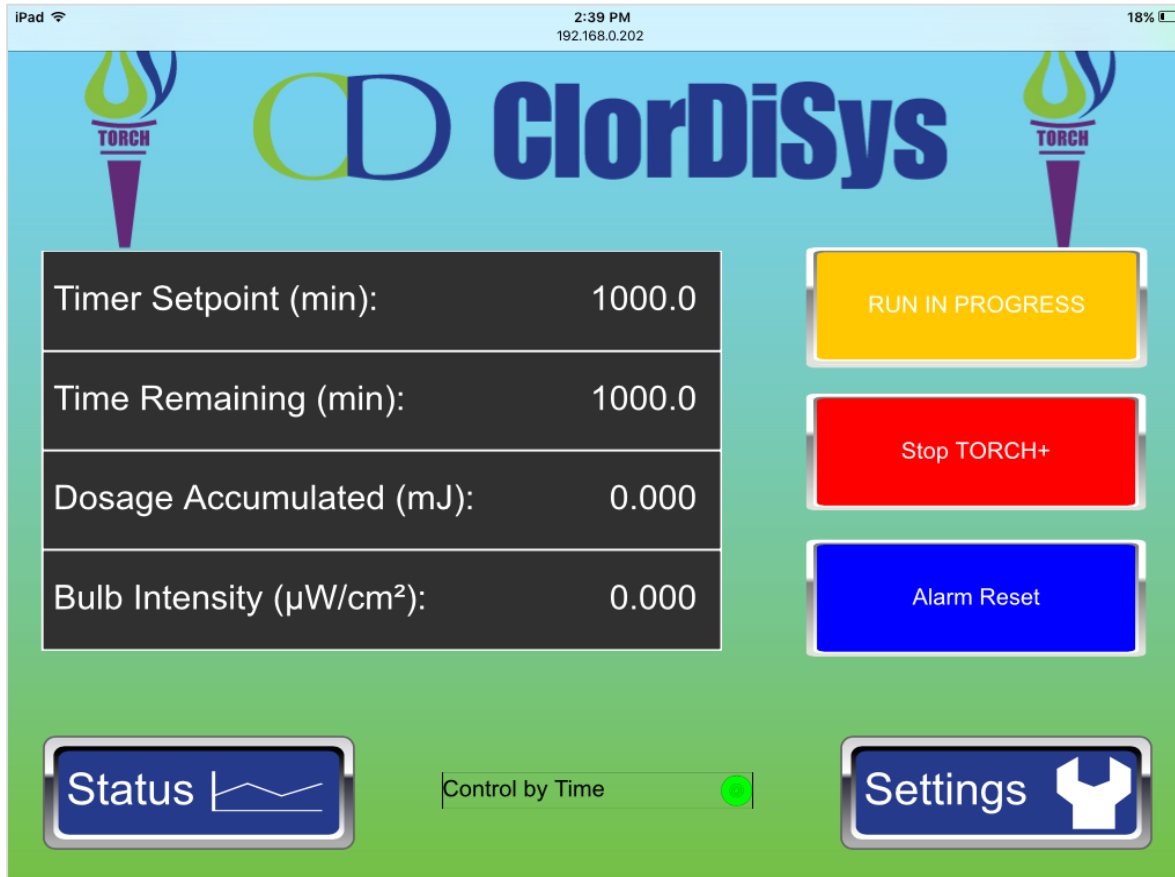 iPad 2:39 PM 18%
192.168.0.202
TORCH
CD ClorDiSys
TORCH
Timer Setpoint (min): 1000.0
RUN IN PROGRESS
Time Remaining (min): 1000.0
Stop TORCH+
Dosage Accumulated (mJ): 0.000
Bulb Intensity (µW/cm²): 0.000
Alarm Reset
Status
Control by Time
Settings